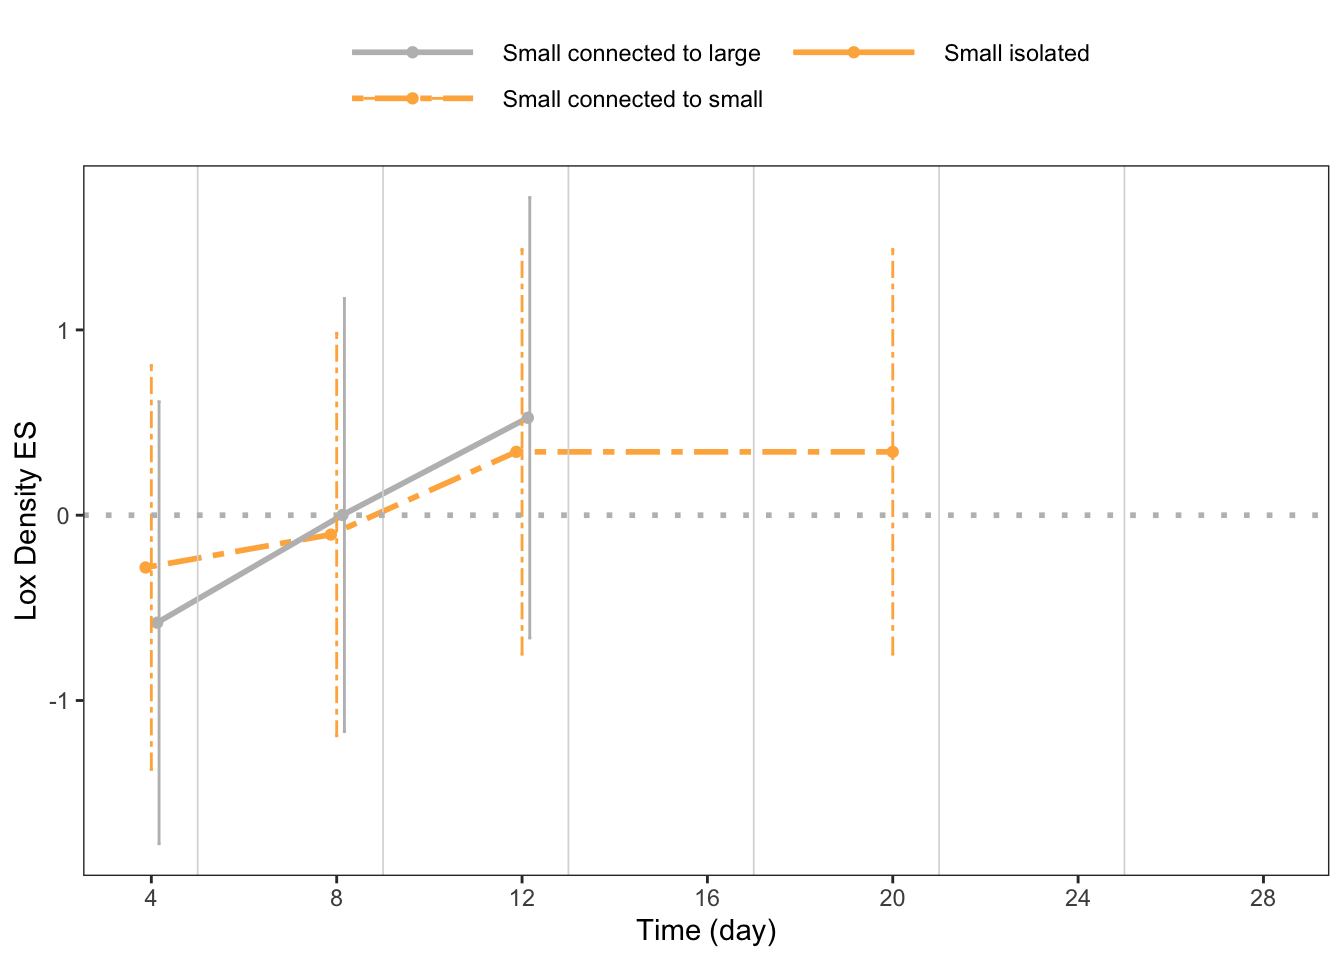 Small connected to large
Small isolated
Small connected to small
Lox Density ES
1
0
-1
4 8 12 16 20 24 28
Time (day)